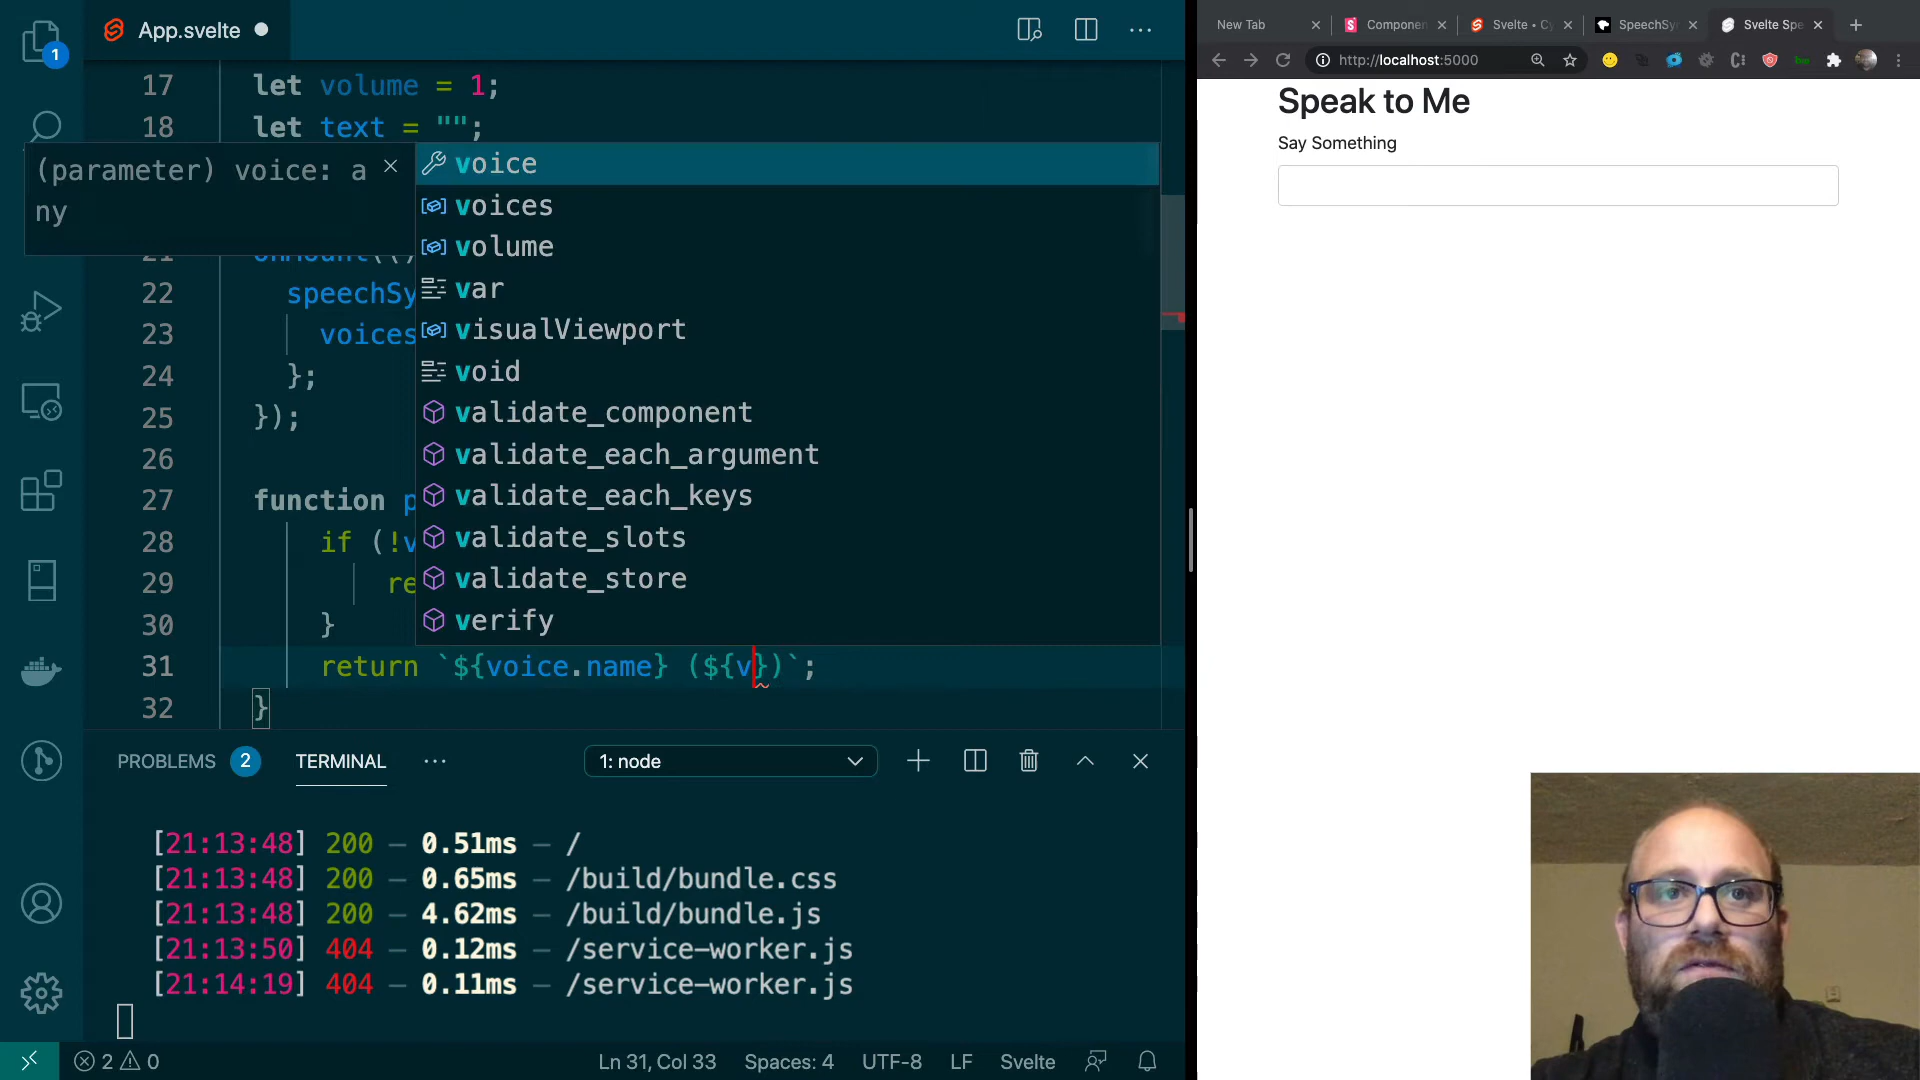 1
App.svelte
17 let volume = 1;
18 let text = "";
(parameter) voice: a
ny
voice
voices
volume
var
visualViewport
void
validate_component
validate_each_argument
validate_each_keys
validate_slots
validate_store
verify
22 speechSy
23 voices
24 };
25 });
26
27 function p
28 if (!v
29 re
30 }
31 return `${voice.name} (${v})`;
32 }
PROBLEMS 2 TERMINAL ··· 1: node
[21:13:48] 200 — 0.51ms — /
[21:13:48] 200 — 0.65ms — /build/bundle.css
[21:13:48] 200 — 4.62ms — /build/bundle.js
[21:13:50] 404 — 0.12ms — /service-worker.js
[21:14:19] 404 — 0.11ms — /service-worker.js
2 0 Ln 31, Col 33 Spaces: 4 UTF-8 LF Svelte
New Tab Componen Svelte • Cy SpeechSy Svelte Spe
http://localhost:5000
Speak to Me
Say Something